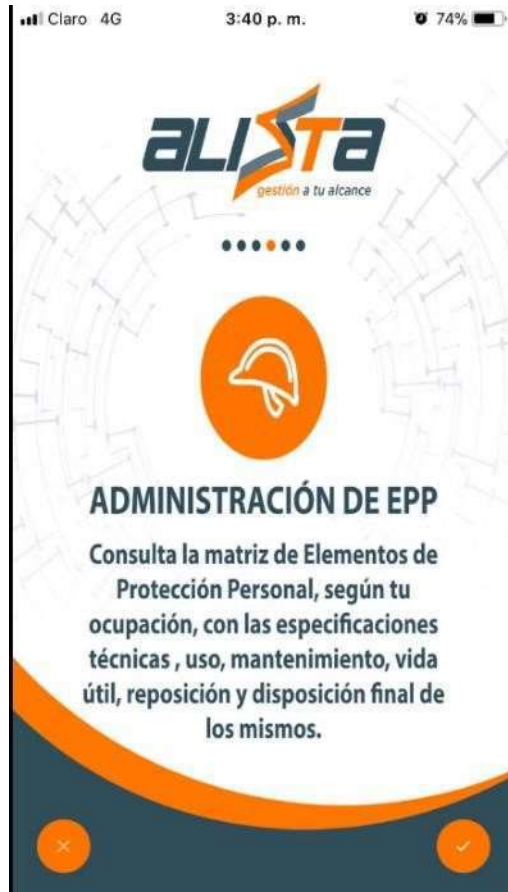 Claro 4G 3:40 p. m. 74%
aLISTa
gestión a tu alcance
ADMINISTRACIÓN DE EPP
Consulta la matriz de Elementos de
Protección Personal, según tu
ocupación, con las especificaciones
técnicas , uso, mantenimiento, vida
útil, reposición y disposición final de
los mismos.